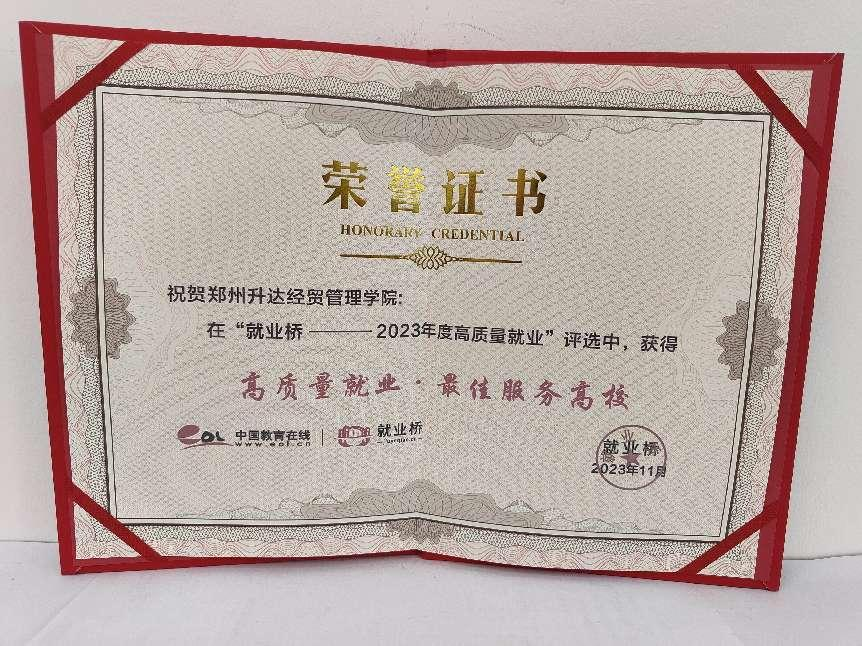 荣誉证书
HONORARY CREDENTIAL
祝贺郑州升达经贸管理学院:
在“就业桥———2023年度高质量就业”评选中，获得
高质量就业·最佳服务高校
eoL 中国教育在线 | 就业桥
www.eol.cn
就业桥
2023年11月